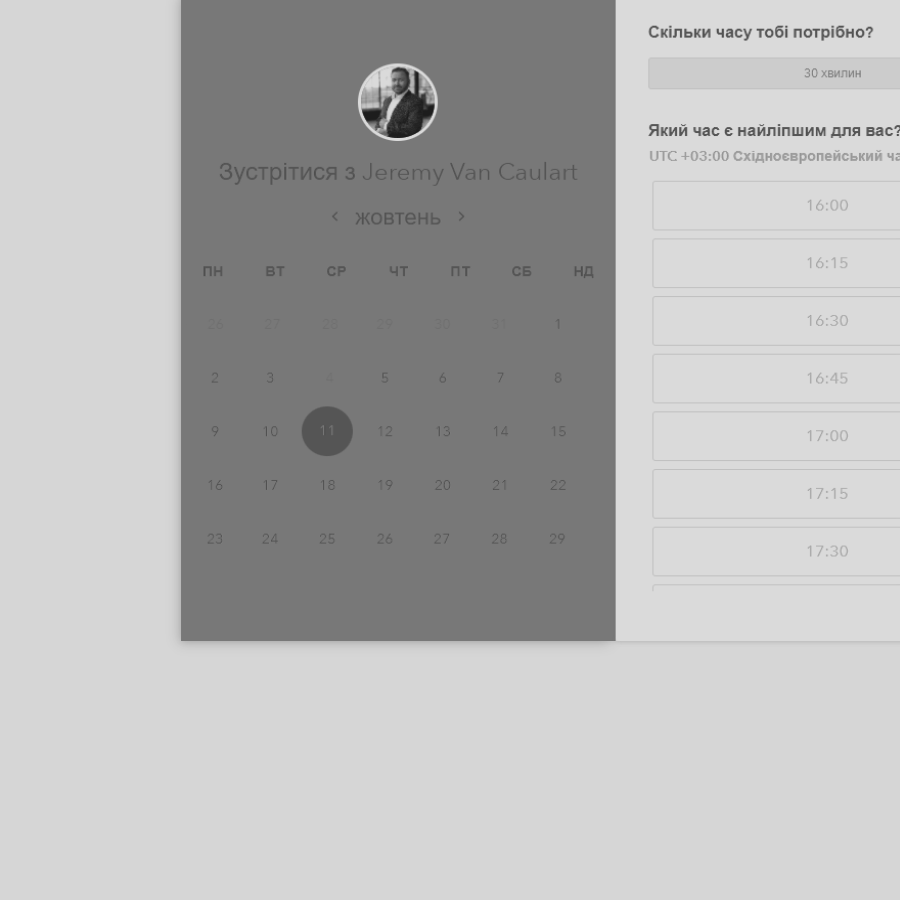 Зустрітися з Jeremy Van Caulart
жовтень
ПН ВТ СР ЧТ ПТ СБ НД
26 27 28 29 30 31 1
2 3 4 5 6 7 8
9 10 11 12 13 14 15
16 17 18 19 20 21 22
23 24 25 26 27 28 29
Скільки часу тобі потрібно?
30 хвилин
Який час є найліпшим для вас?
UTC +03:00 Східноєвропейський ча
16:00
16:15
16:30
16:45
17:00
17:15
17:30